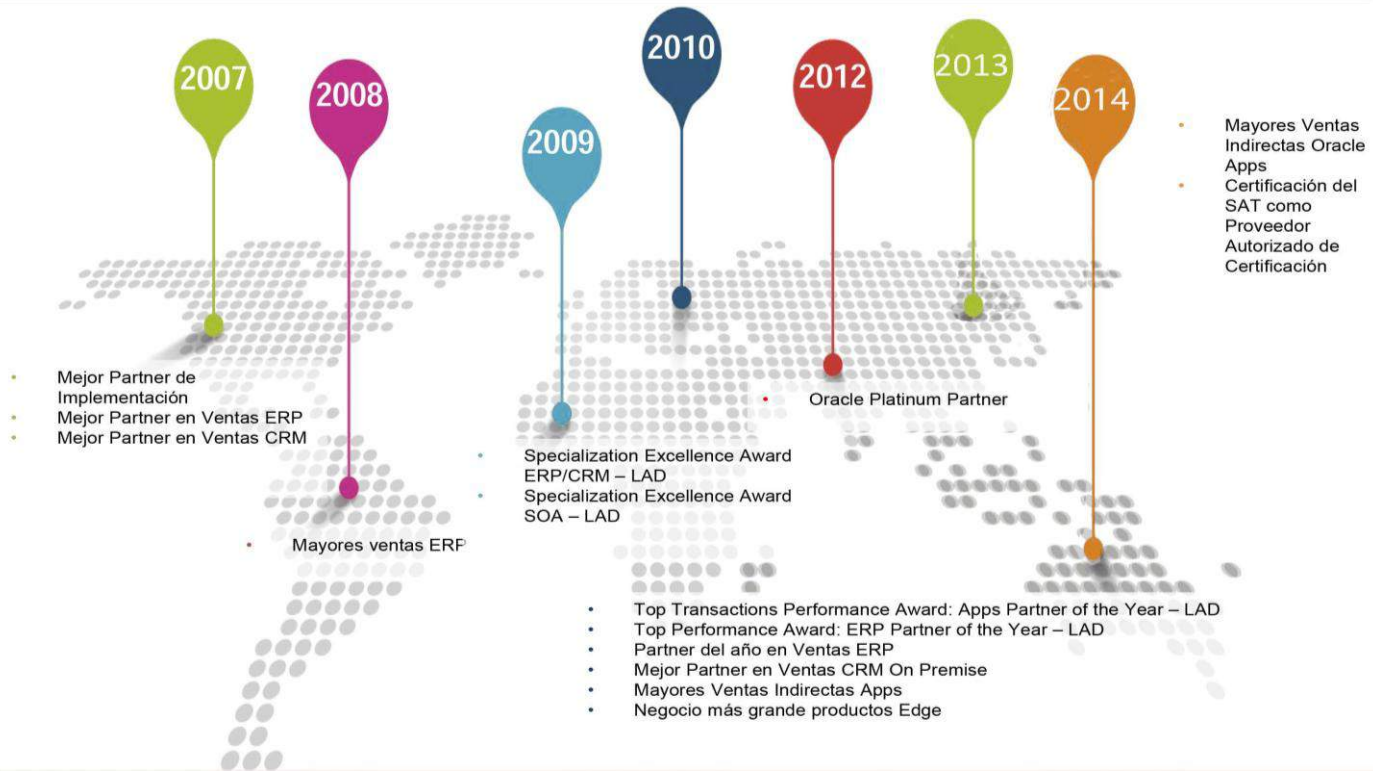 2007
2008
2009
2010
2012
2013
2014
Mayores Ventas
Indirectas Oracle
Apps
Certificación del
SAT como
Proveedor
Autorizado de
Certificación
Mejor Partner de
Implementación
Mejor Partner en Ventas ERP
Mejor Partner en Ventas CRM
Oracle Platinum Partner
Specialization Excellence Award
ERP/CRM – LAD
Specialization Excellence Award
SOA – LAD
Mayores ventas ERP
Top Transactions Performance Award: Apps Partner of the Year – LAD
Top Performance Award: ERP Partner of the Year – LAD
Partner del año en Ventas ERP
Mejor Partner en Ventas CRM On Premise
Mayores Ventas Indirectas Apps
Negocio más grande productos Edge